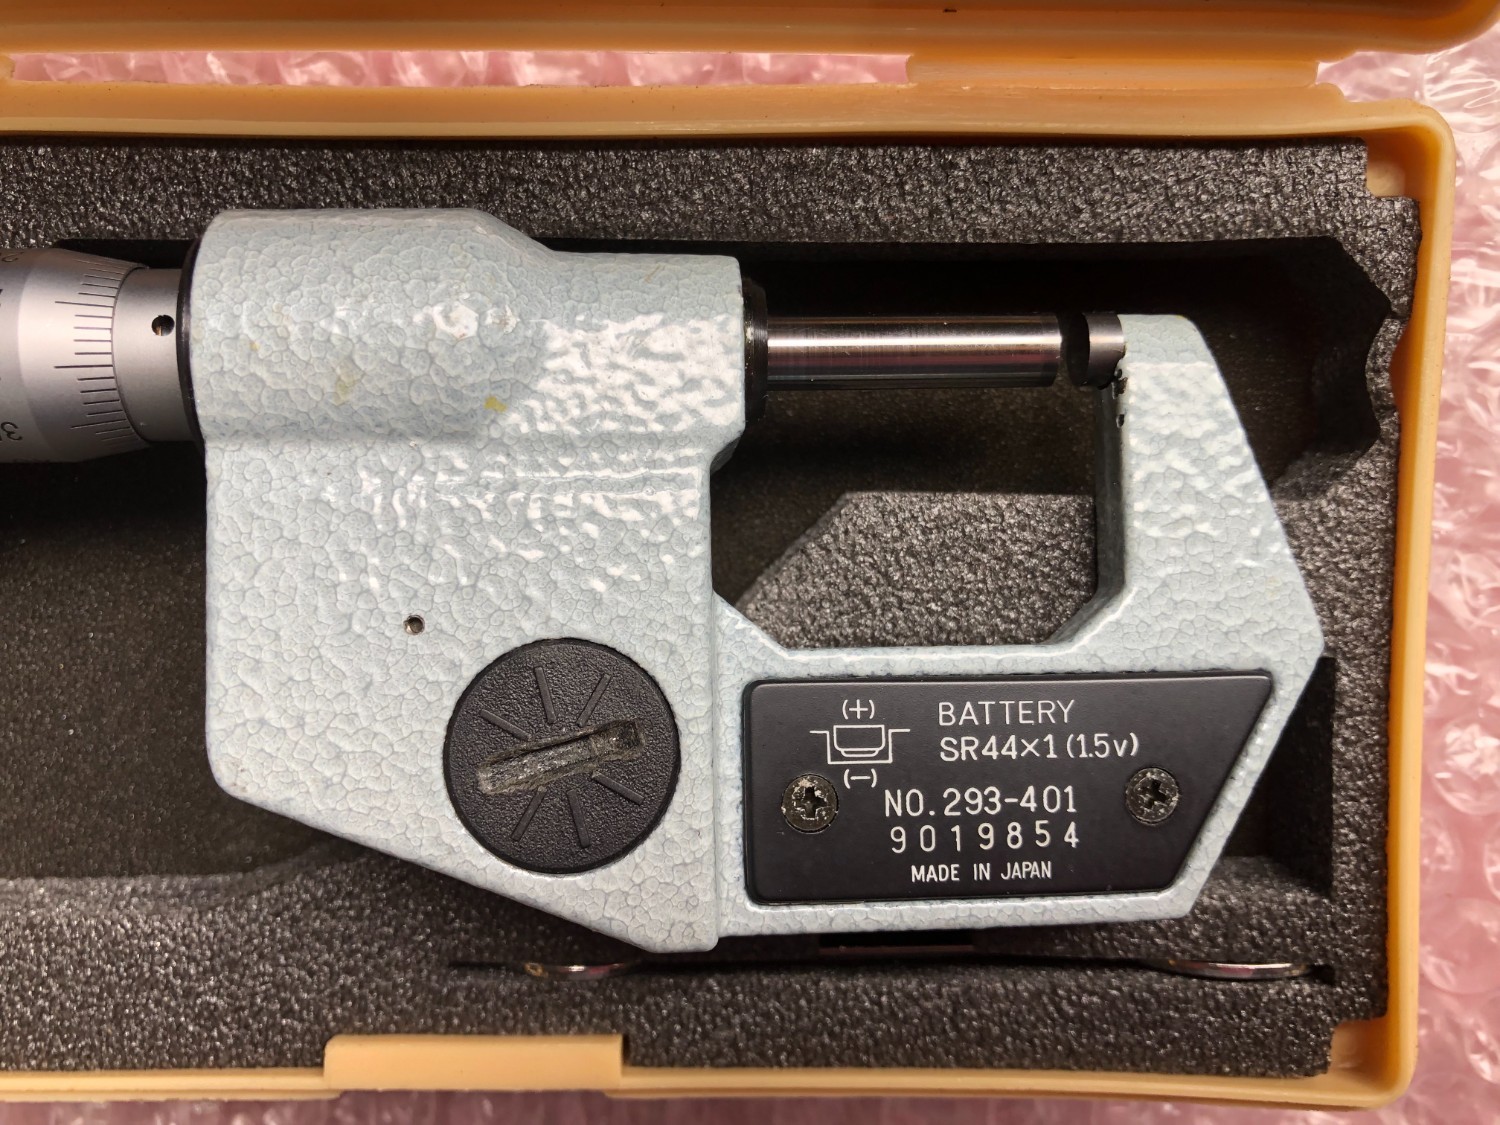 (+)
BATTERY
SR44×1 (1.5v)
(−)
NO. 293-401
9019854
MADE IN JAPAN